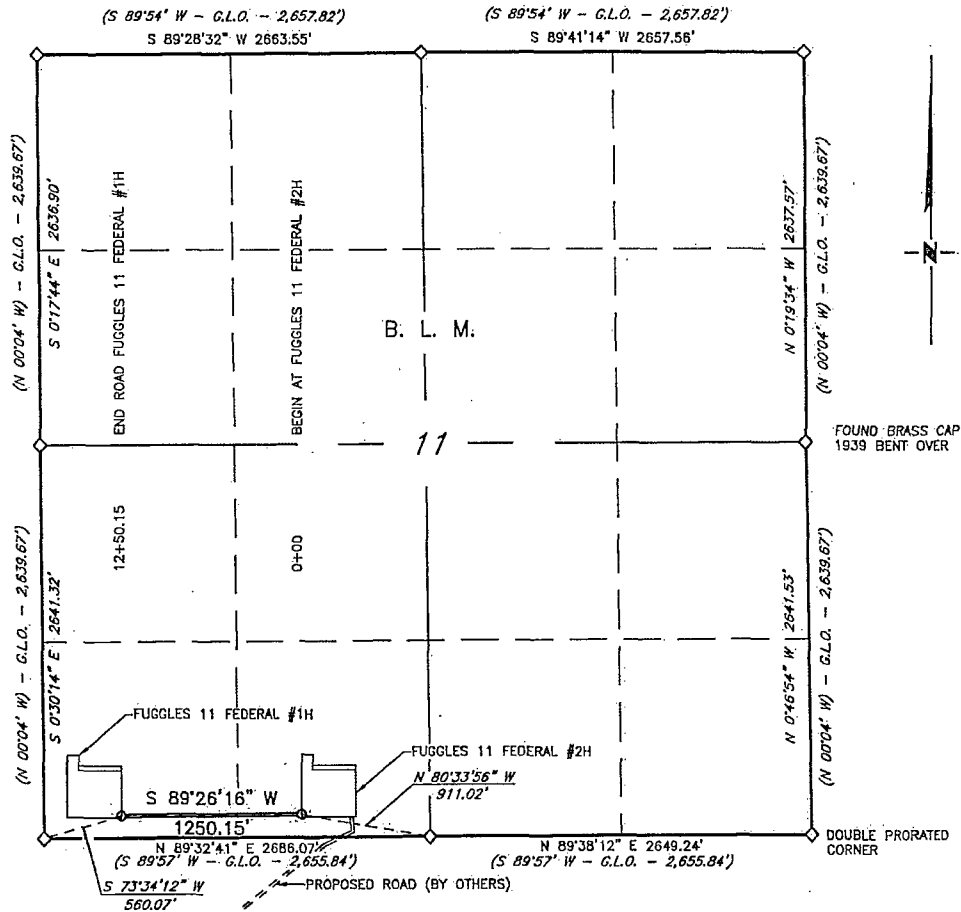 (S 89°54' W - G.L.O. - 2,657.82')
(S 89°54' W - G.L.O. - 2,657.82')
S 89°28'32" W 2663.55'
S 89°41'14" W 2657.56'
(N 00°04' W) - G.L.O. - 2,639.67')
S 0°17'44" E 2636.90'
END ROAD FUGGLES 11 FEDERAL #1H
BEGIN AT FUGGLES 11 FEDERAL #2H
B. L. M.
N 0°19'34" W 2637.57'
(N 00°04' W) - G.L.O. - 2,639.67')
N
11
FOUND BRASS CAP
1939 BENT OVER
(N 00°04' W) - G.L.O. - 2,639.67')
S 0°30'14" E 2641.32'
12+50.15
0+00
N 0°46'54" W 2641.53'
(N 00°04' W) - G.L.O. - 2,639.67')
FUGGLES 11 FEDERAL #1H
FUGGLES 11 FEDERAL #2H
S 89°26'16" W
1250.15'
N 80°33'56" W
911.02'
N 89°32'41" E 2686.07'
(S 89°57' W - G.L.O. - 2,655.84')
N 89°38'12" E 2649.24'
(S 89°57' W - G.L.O. - 2,655.84')
DOUBLE PRORATED
CORNER
S 73°34'12" W
560.07'
PROPOSED ROAD (BY OTHERS)